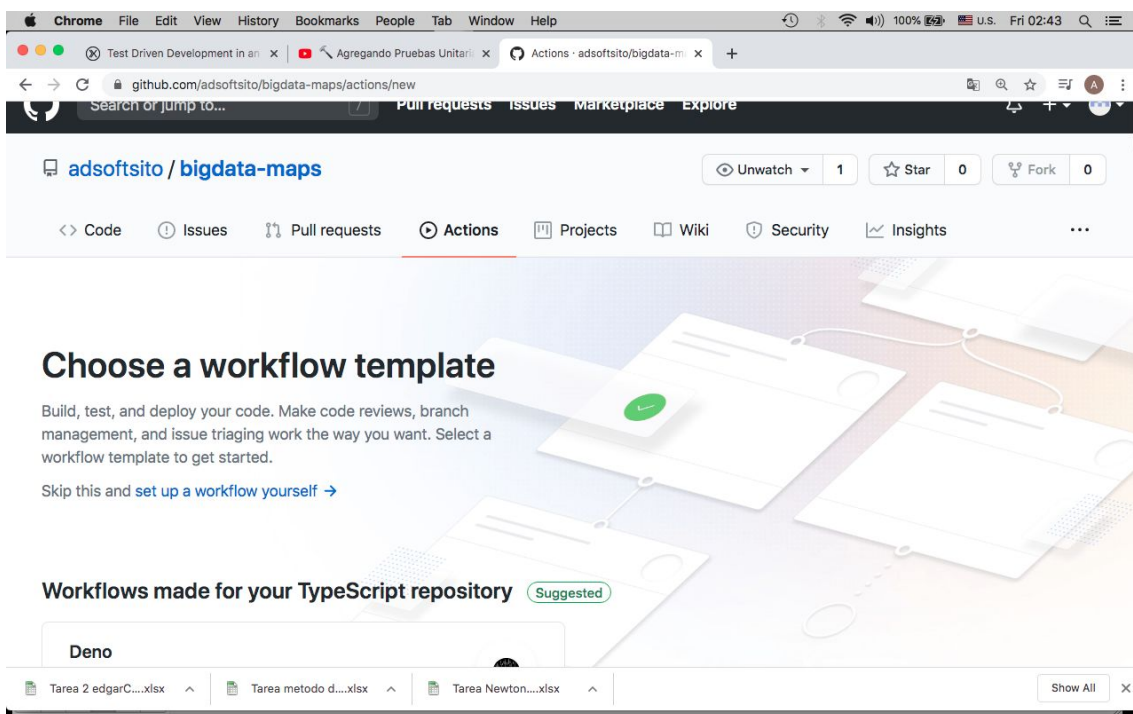 Chrome File Edit View History Bookmarks People Tab Window Help 100% U.S. Fri 02:43
Test Driven Development in an Agregando Pruebas Unitari Actions · adsoftsito/bigdata-m
github.com/adsoftsito/bigdata-maps/actions/new A
Search or jump to... / Pull requests Issues Marketplace Explore
adsoftsito / bigdata-maps Unwatch 1 Star 0 Fork 0
Code Issues Pull requests Actions Projects Wiki Security Insights ...
Choose a workflow template
Build, test, and deploy your code. Make code reviews, branch
management, and issue triaging work the way you want. Select a
workflow template to get started.
Skip this and set up a workflow yourself →
Workflows made for your TypeScript repository Suggested
Deno
Tarea 2 edgarC....xlsx Tarea metodo d....xlsx Tarea Newton....xlsx Show All